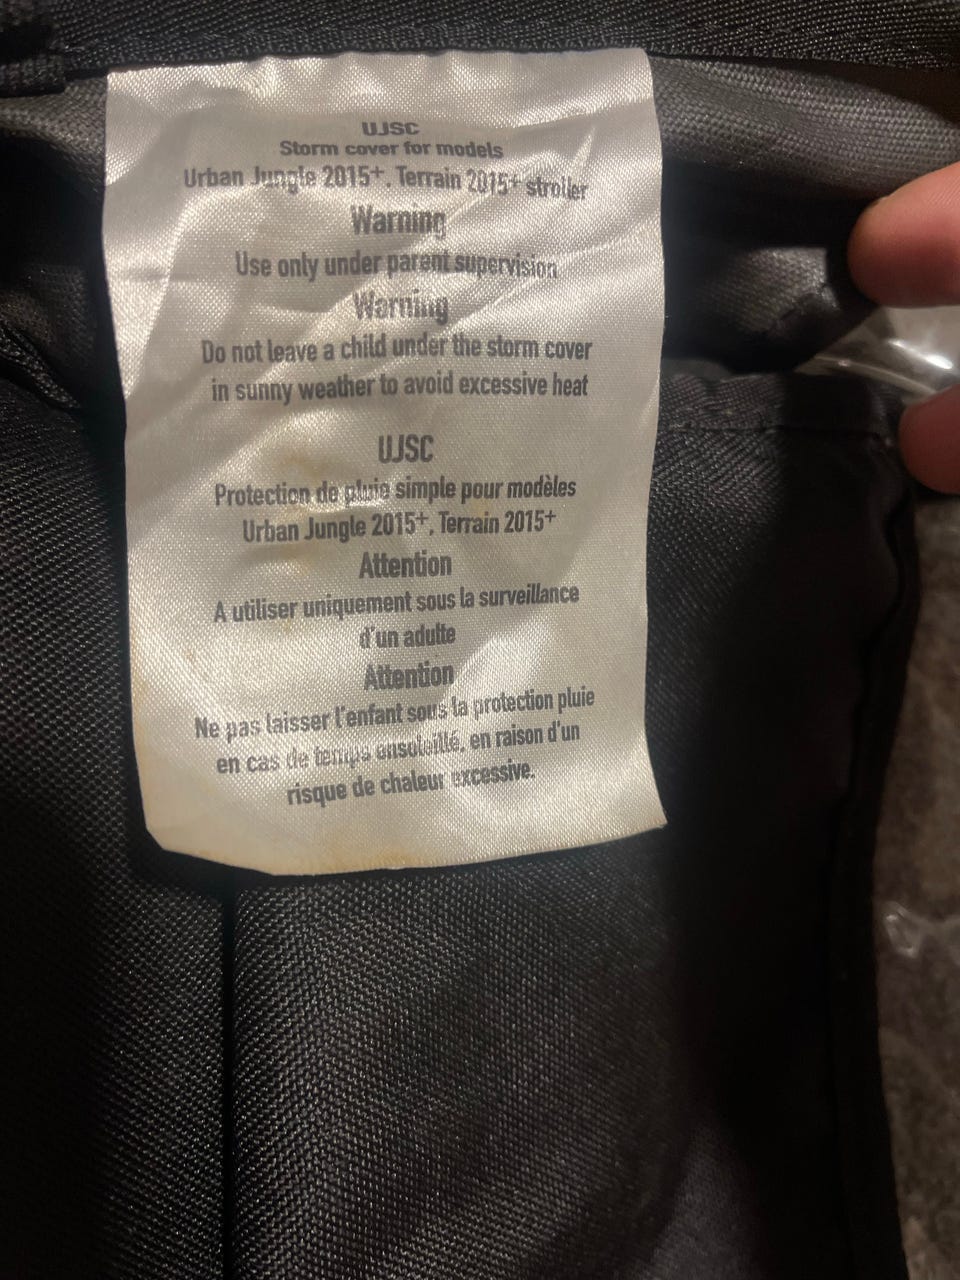 UJSC
Storm cover for models
Urban Jungle 2015+, Terrain 2015+ stroller
Warning
Use only under parent supervision
Warning
Do not leave a child under the storm cover
in sunny weather to avoid excessive heat
UJSC
Protection de pluie simple pour modèles
Urban Jungle 2015+, Terrain 2015+
Attention
A utiliser uniquement sous la surveillance
d'un adulte
Attention
Ne pas laisser l'enfant sous la protection pluie
en cas de temps ensoleillé, en raison d'un
risque de chaleur excessive.